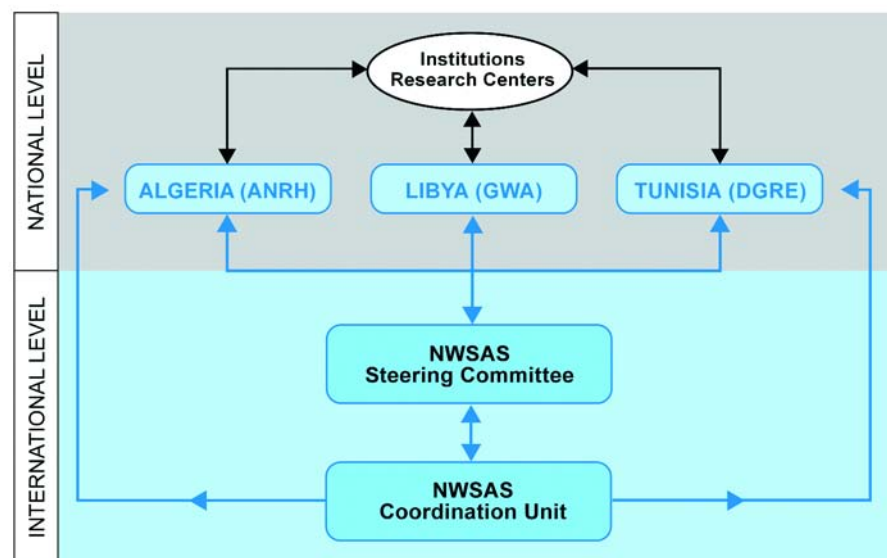 NATIONAL LEVEL
Institutions
Research Centers
ALGERIA (ANRH)
LIBYA (GWA)
TUNISIA (DGRE)
INTERNATIONAL LEVEL
NWSAS
Steering Committee
NWSAS
Coordination Unit